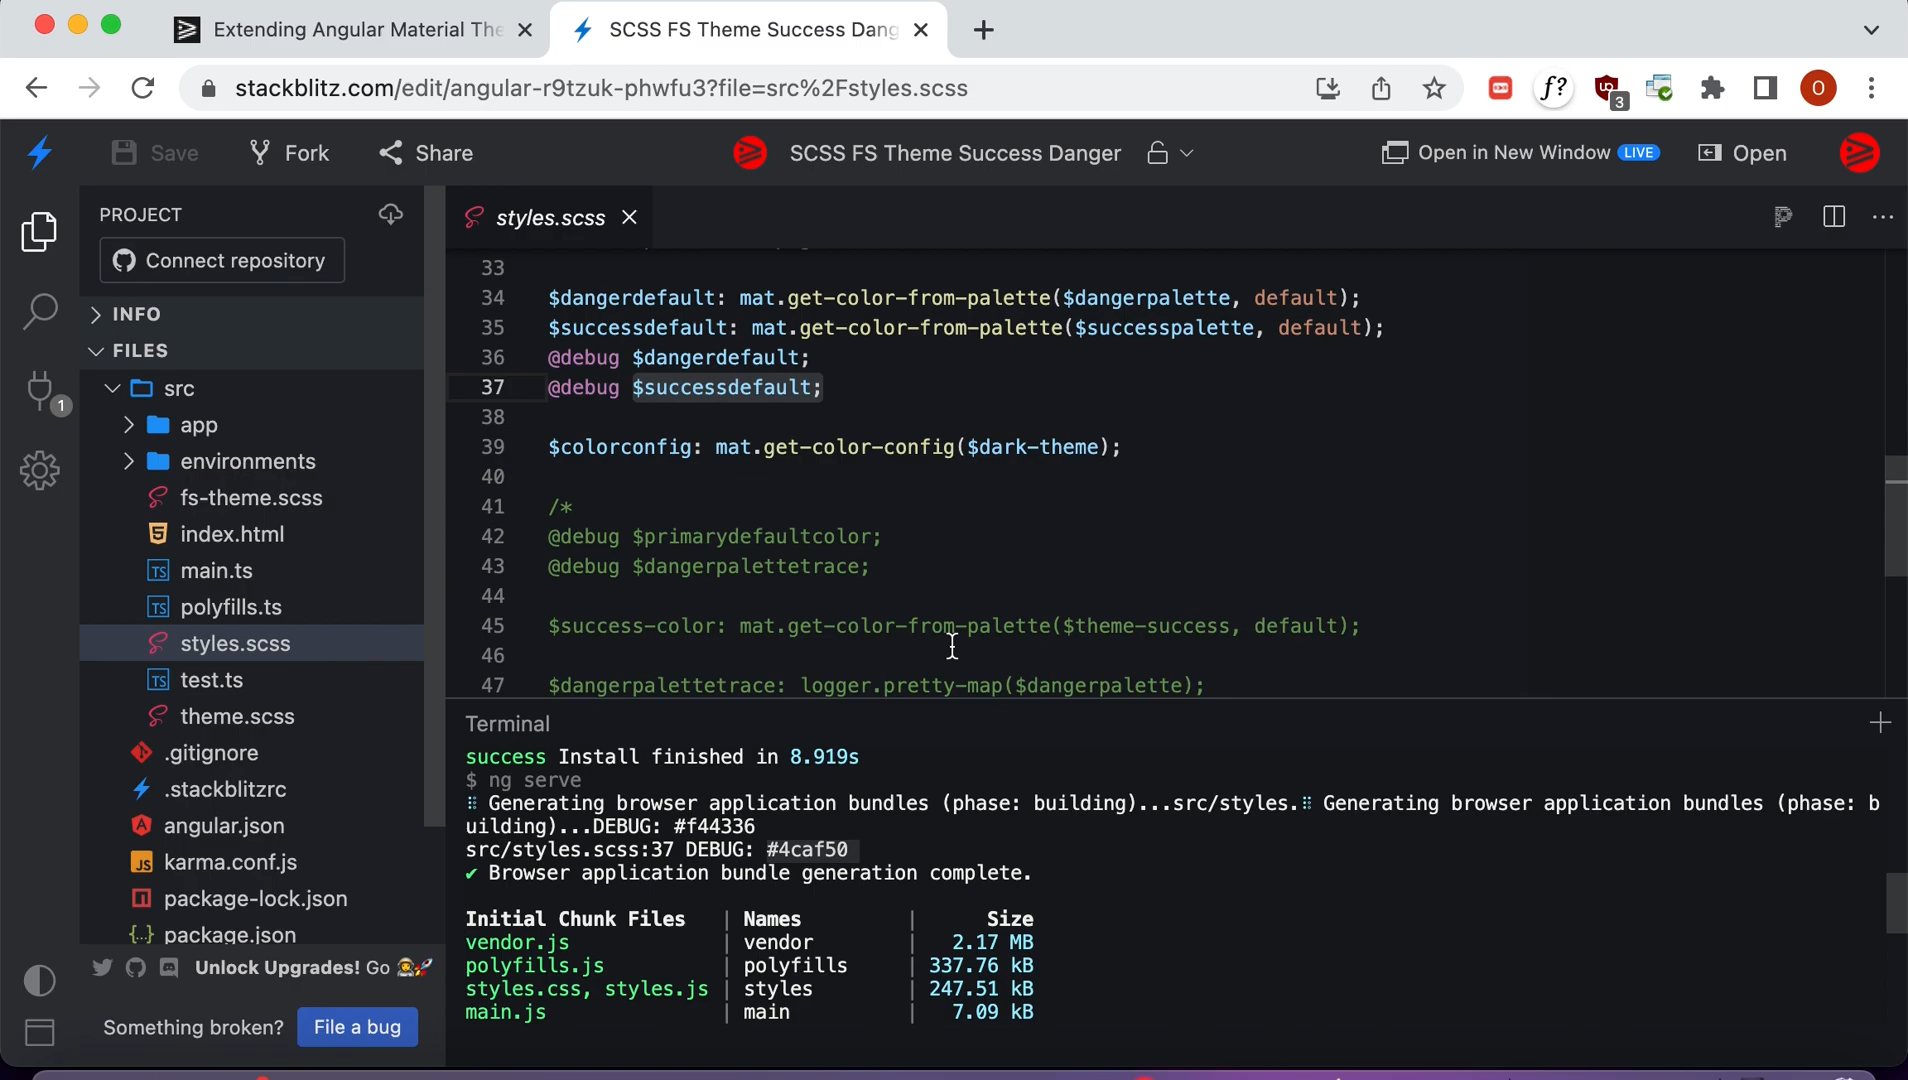 Extending Angular Material The
SCSS FS Theme Success Dang
stackblitz.com/edit/angular-r9tzuk-phwfu3?file=src%2Fstyles.scss
f?
3
O
Save
Fork
Share
SCSS FS Theme Success Danger
Open in New Window LIVE
Open
PROJECT
Connect repository
INFO
FILES
src
app
environments
fs-theme.scss
index.html
TS main.ts
TS polyfills.ts
styles.scss
TS test.ts
theme.scss
.gitignore
.stackblitzrc
angular.json
JS karma.conf.js
package-lock.json
{..} package.json
1
Unlock Upgrades! Go
Something broken? File a bug
styles.scss
33
34 $dangerdefault: mat.get-color-from-palette($dangerpalette, default);
35 $successdefault: mat.get-color-from-palette($successpalette, default);
36 @debug $dangerdefault;
37 @debug $successdefault;
38
39 $colorconfig: mat.get-color-config($dark-theme);
40
41 /*
42 @debug $primarydefaultcolor;
43 @debug $dangerpalettetrace;
44
45 $success-color: mat.get-color-from-palette($theme-success, default);
46
47 $dangerpalettetrace: logger.pretty-map($dangerpalette);
Terminal
success Install finished in 8.919s
$ ng serve
⠿ Generating browser application bundles (phase: building)...src/styles.⠿ Generating browser application bundles (phase: b
uilding)...DEBUG: #f44336
src/styles.scss:37 DEBUG: #4caf50
✔ Browser application bundle generation complete.
Initial Chunk Files | Names | Size
vendor.js | vendor | 2.17 MB
polyfills.js | polyfills | 337.76 kB
styles.css, styles.js | styles | 247.51 kB
main.js | main | 7.09 kB